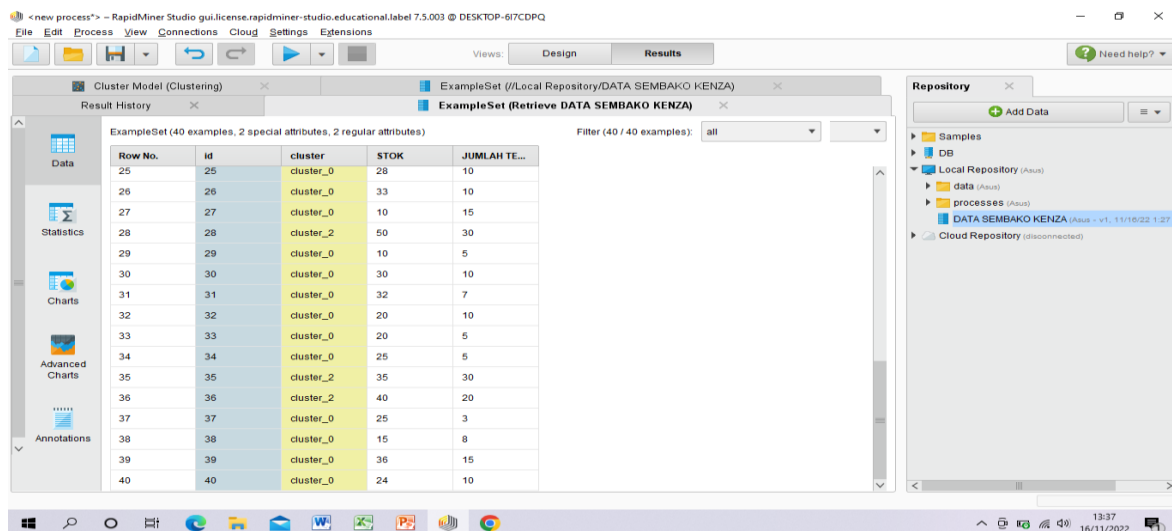 <new process*> – RapidMiner Studio gui.license.rapidminer-studio.educational.label 7.5.003 @ DESKTOP-6I7CDPQ
File Edit Process View Connections Cloud Settings Extensions
Views: Design Results Need help?
Cluster Model (Clustering) ExampleSet (//Local Repository/DATA SEMBAKO KENZA)
Result History ExampleSet (Retrieve DATA SEMBAKO KENZA)
ExampleSet (40 examples, 2 special attributes, 2 regular attributes) Filter (40 / 40 examples): all
Row No. id cluster STOK JUMLAH TE...
25 25 cluster_0 28 10
26 26 cluster_0 33 10
27 27 cluster_0 10 15
28 28 cluster_2 50 30
29 29 cluster_0 10 5
30 30 cluster_0 30 10
31 31 cluster_0 32 7
32 32 cluster_0 20 10
33 33 cluster_0 20 5
34 34 cluster_0 25 5
35 35 cluster_2 35 30
36 36 cluster_2 40 20
37 37 cluster_0 25 3
38 38 cluster_0 15 8
39 39 cluster_0 36 15
40 40 cluster_0 24 10
Data
Statistics
Charts
Advanced
Charts
Annotations
Repository
Add Data
Samples
DB
Local Repository (Asus)
data (Asus)
processes (Asus)
DATA SEMBAKO KENZA (Asus - v1, 11/16/22 1:27
Cloud Repository (disconnected)
13:37
16/11/2022